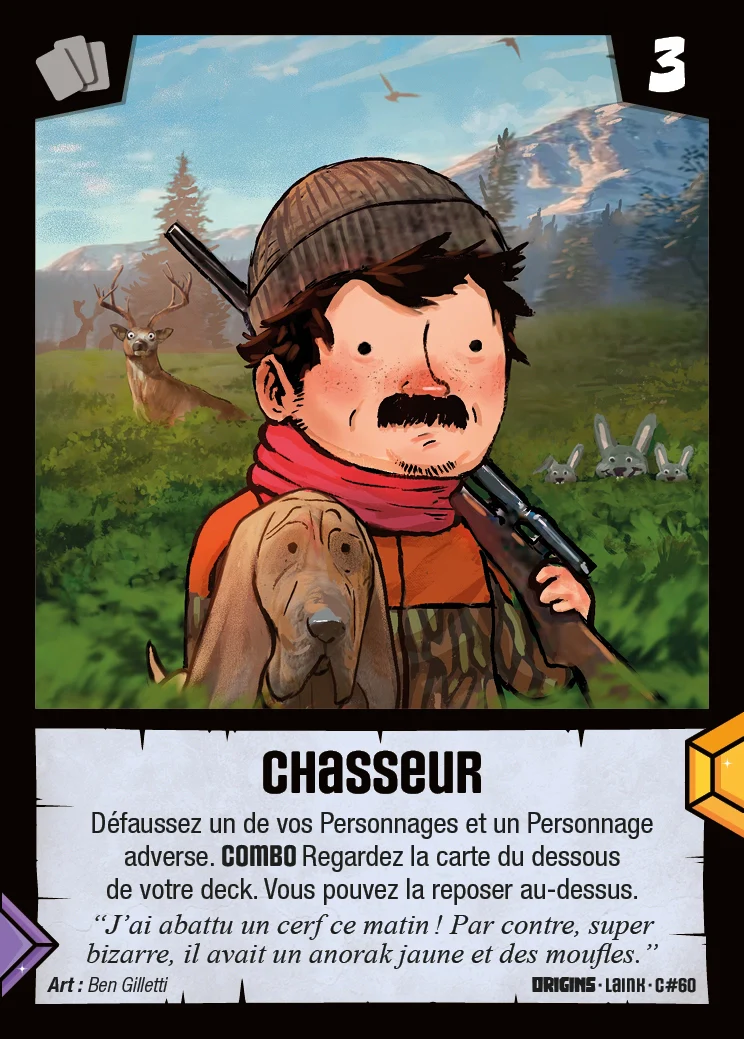 3
CHASSEUR
Défaussez un de vos Personnages et un Personnage
adverse. COMBO Regardez la carte du dessous
de votre deck. Vous pouvez la reposer au-dessus.
“J’ai abattu un cerf ce matin ! Par contre, super
bizarre, il avait un anorak jaune et des moufles.”
Art : Ben Gilletti
ORIGINS · LAINK · C#60